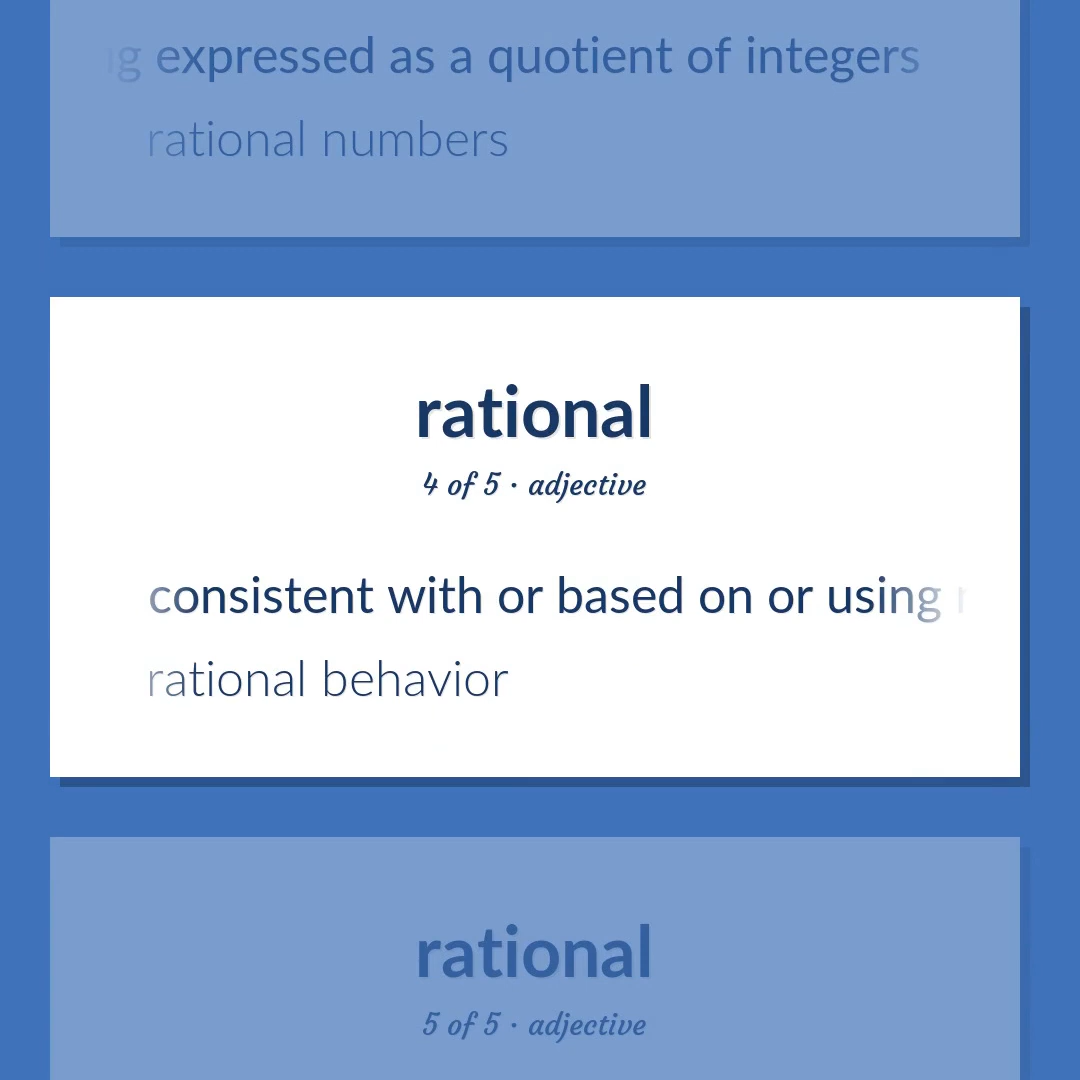 expressed as a quotient of integers
rational numbers
rational
4 of 5 · adjective
consistent with or based on or using
rational behavior
rational
5 of 5 · adjective